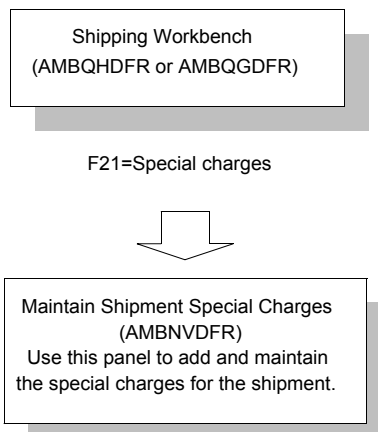 Shipping Workbench
(AMBQHDFR or AMBQGDFR)
F21=Special charges
Maintain Shipment Special Charges
(AMBNVDFR)
Use this panel to add and maintain
the special charges for the shipment.